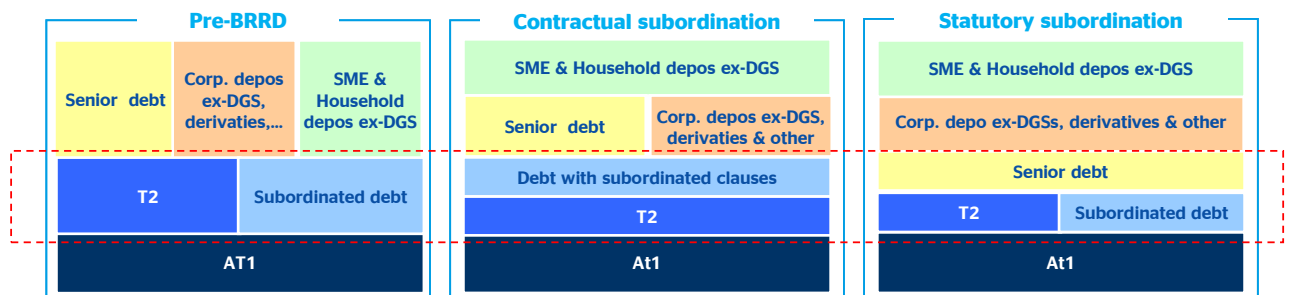 Pre-BRRD
Senior debt
Corp. depos
ex-DGS,
derivaties,...
SME &
Household
depos ex-DGS
T2
Subordinated debt
AT1
Contractual subordination
SME & Household depos ex-DGS
Senior debt
Corp. depos ex-DGS,
derivaties & other
Debt with subordinated clauses
T2
At1
Statutory subordination
SME & Household depos ex-DGS
Corp. depo ex-DGSs, derivatives & other
Senior debt
T2
Subordinated debt
At1